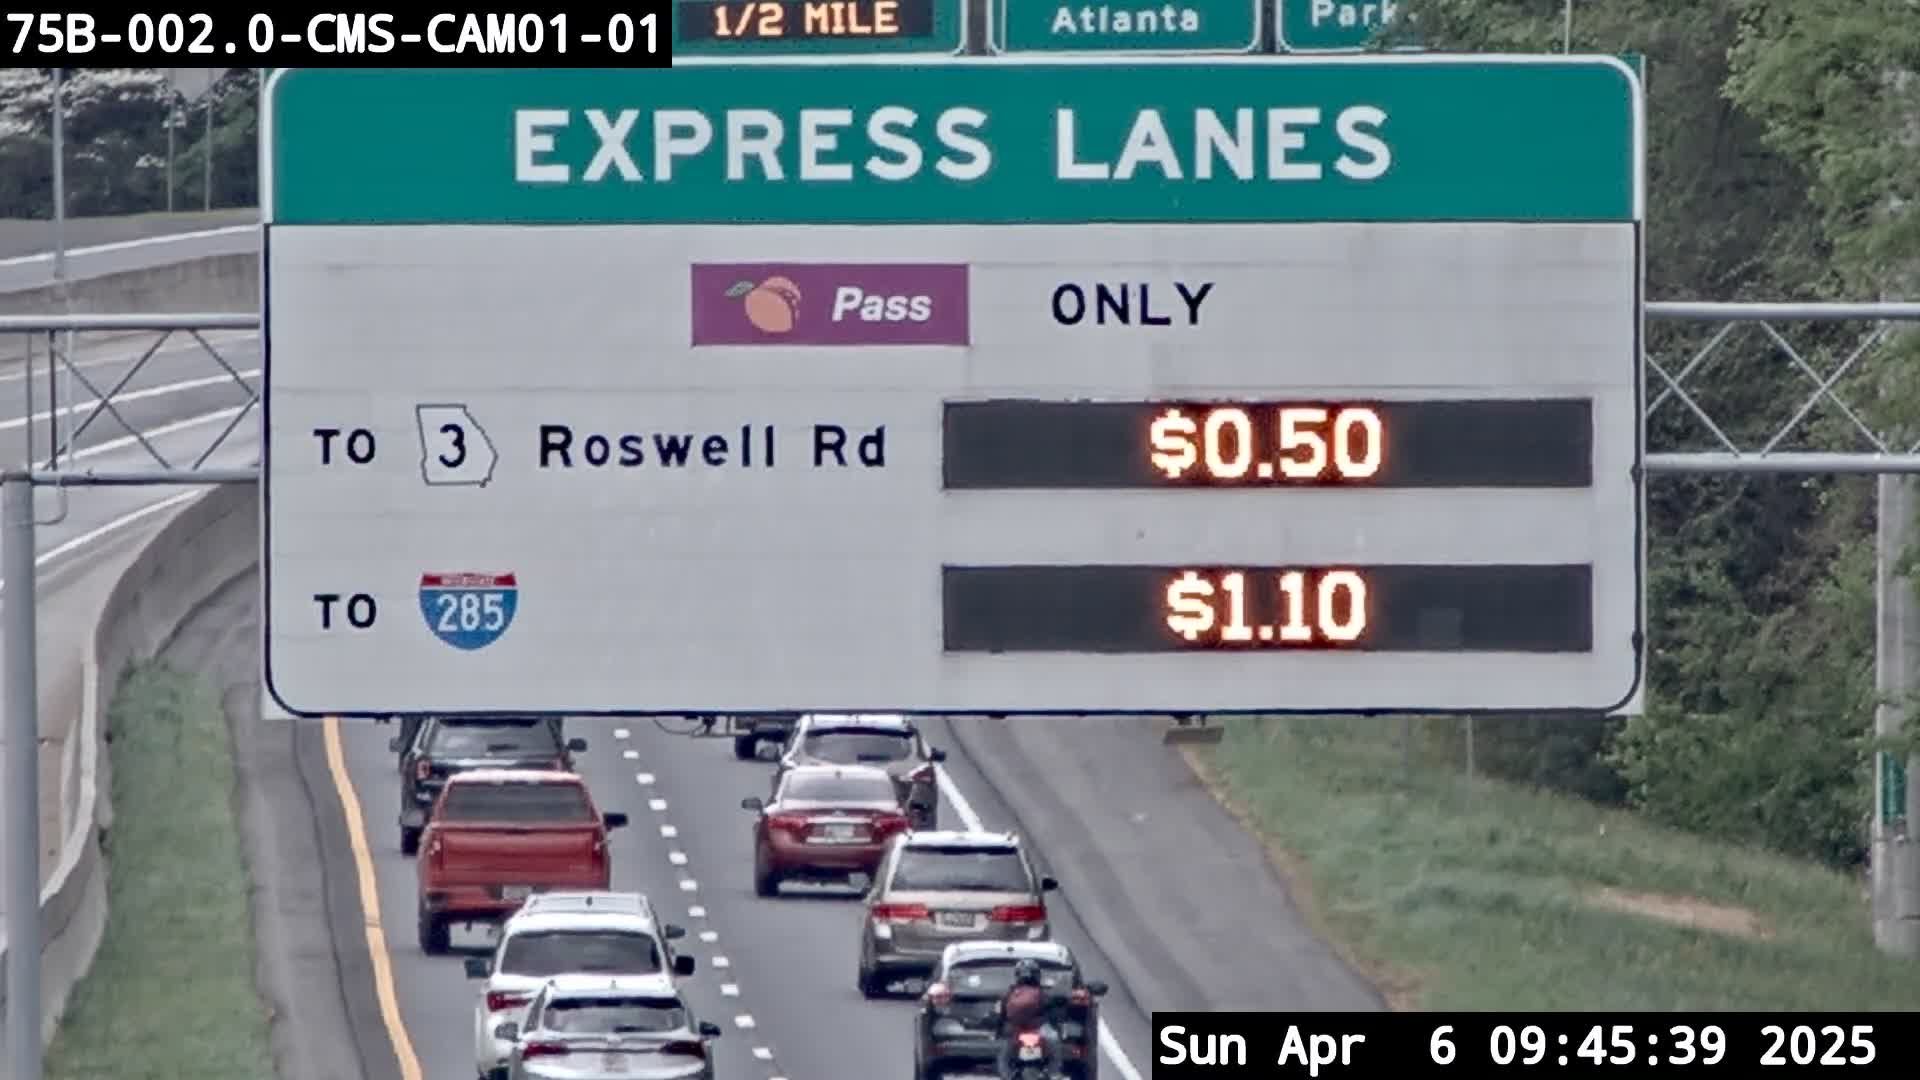 75B-002.0-CMS-CAM01-01
1/2 MILE
Atlanta
Park
EXPRESS LANES
Pass ONLY
TO 3 Roswell Rd $0.50
TO 285 $1.10
Sun Apr 6 09:45:39 2025